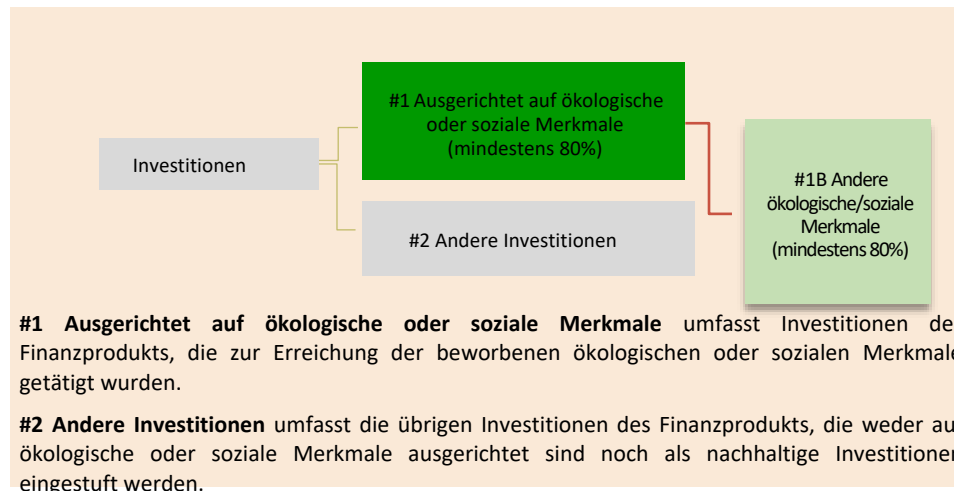 #1 Ausgerichtet auf ökologische
oder soziale Merkmale
(mindestens 80%)
Investitionen
#2 Andere Investitionen
#1B Andere
ökologische/soziale
Merkmale
(mindestens 80%)
#1 Ausgerichtet auf ökologische oder soziale Merkmale umfasst Investitionen de
Finanzprodukts, die zur Erreichung der beworbenen ökologischen oder sozialen Merkmale
getätigt wurden.
#2 Andere Investitionen umfasst die übrigen Investitionen des Finanzprodukts, die weder au
ökologische oder soziale Merkmale ausgerichtet sind noch als nachhaltige Investitionen
eingestuft werden.